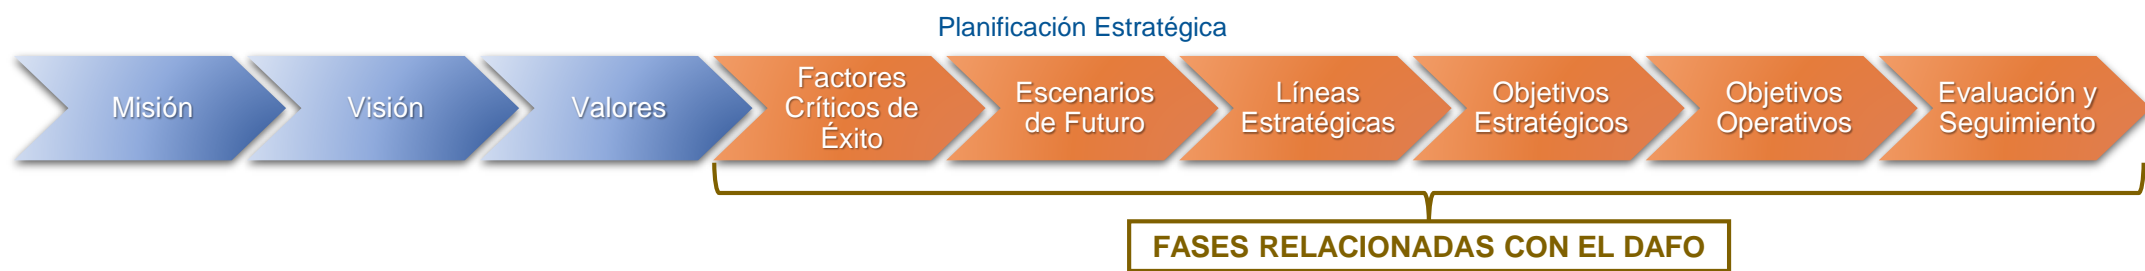 Planificación Estratégica
Misión
Visión
Valores
Factores
Críticos de
Éxito
Escenarios
de Futuro
Líneas
Estratégicas
Objetivos
Estratégicos
Objetivos
Operativos
Evaluación y
Seguimiento
FASES RELACIONADAS CON EL DAFO